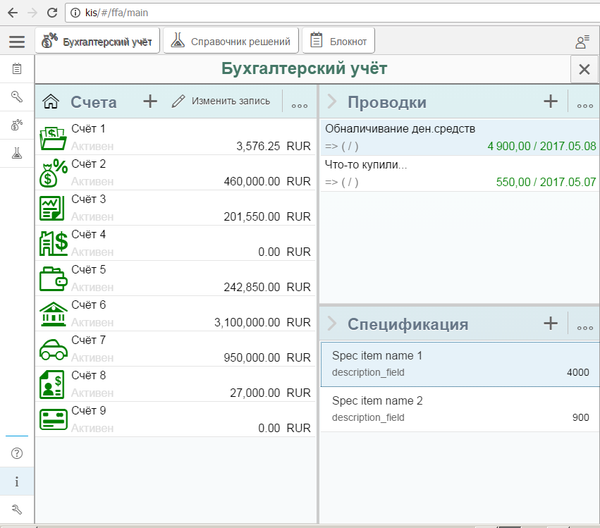 kis/#/ffa/main
Бухгалтерский учёт
Справочник решений
Блокнот
Бухгалтерский учёт
Счета
Изменить запись
Счёт 1
Активен
3,576.25 RUR
Счёт 2
Активен
460,000.00 RUR
Счёт 3
Активен
201,550.00 RUR
Счёт 4
Активен
0.00 RUR
Счёт 5
Активен
242,850.00 RUR
Счёт 6
Активен
3,100,000.00 RUR
Счёт 7
Активен
950,000.00 RUR
Счёт 8
Активен
27,000.00 RUR
Счёт 9
Активен
0.00 RUR
Проводки
Обналичивание ден.средств
=> ( / ) 4 900,00 / 2017.05.08
Что-то купили...
=> ( / ) 550,00 / 2017.05.07
Спецификация
Spec item name 1
description_field 4000
Spec item name 2
description_field 900